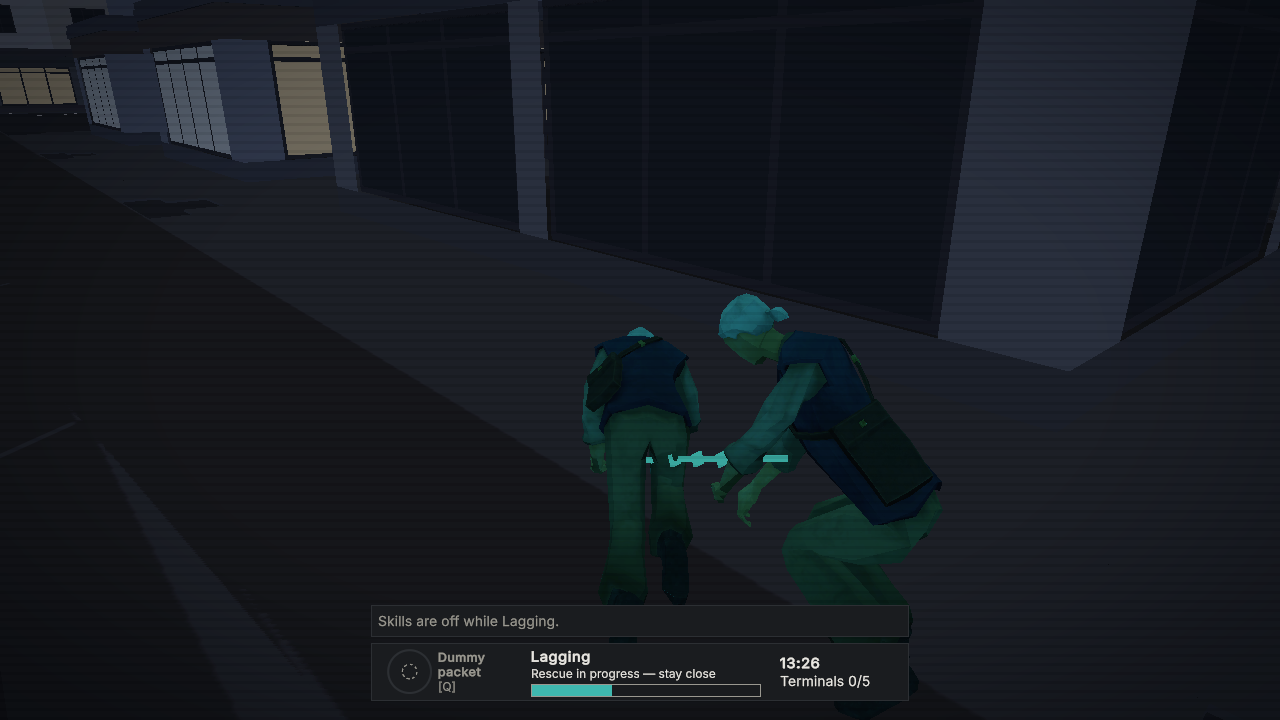 Skills are off while Lagging.
Dummy
packet
[Q]
Lagging
Rescue in progress — stay close
13:26
Terminals 0/5